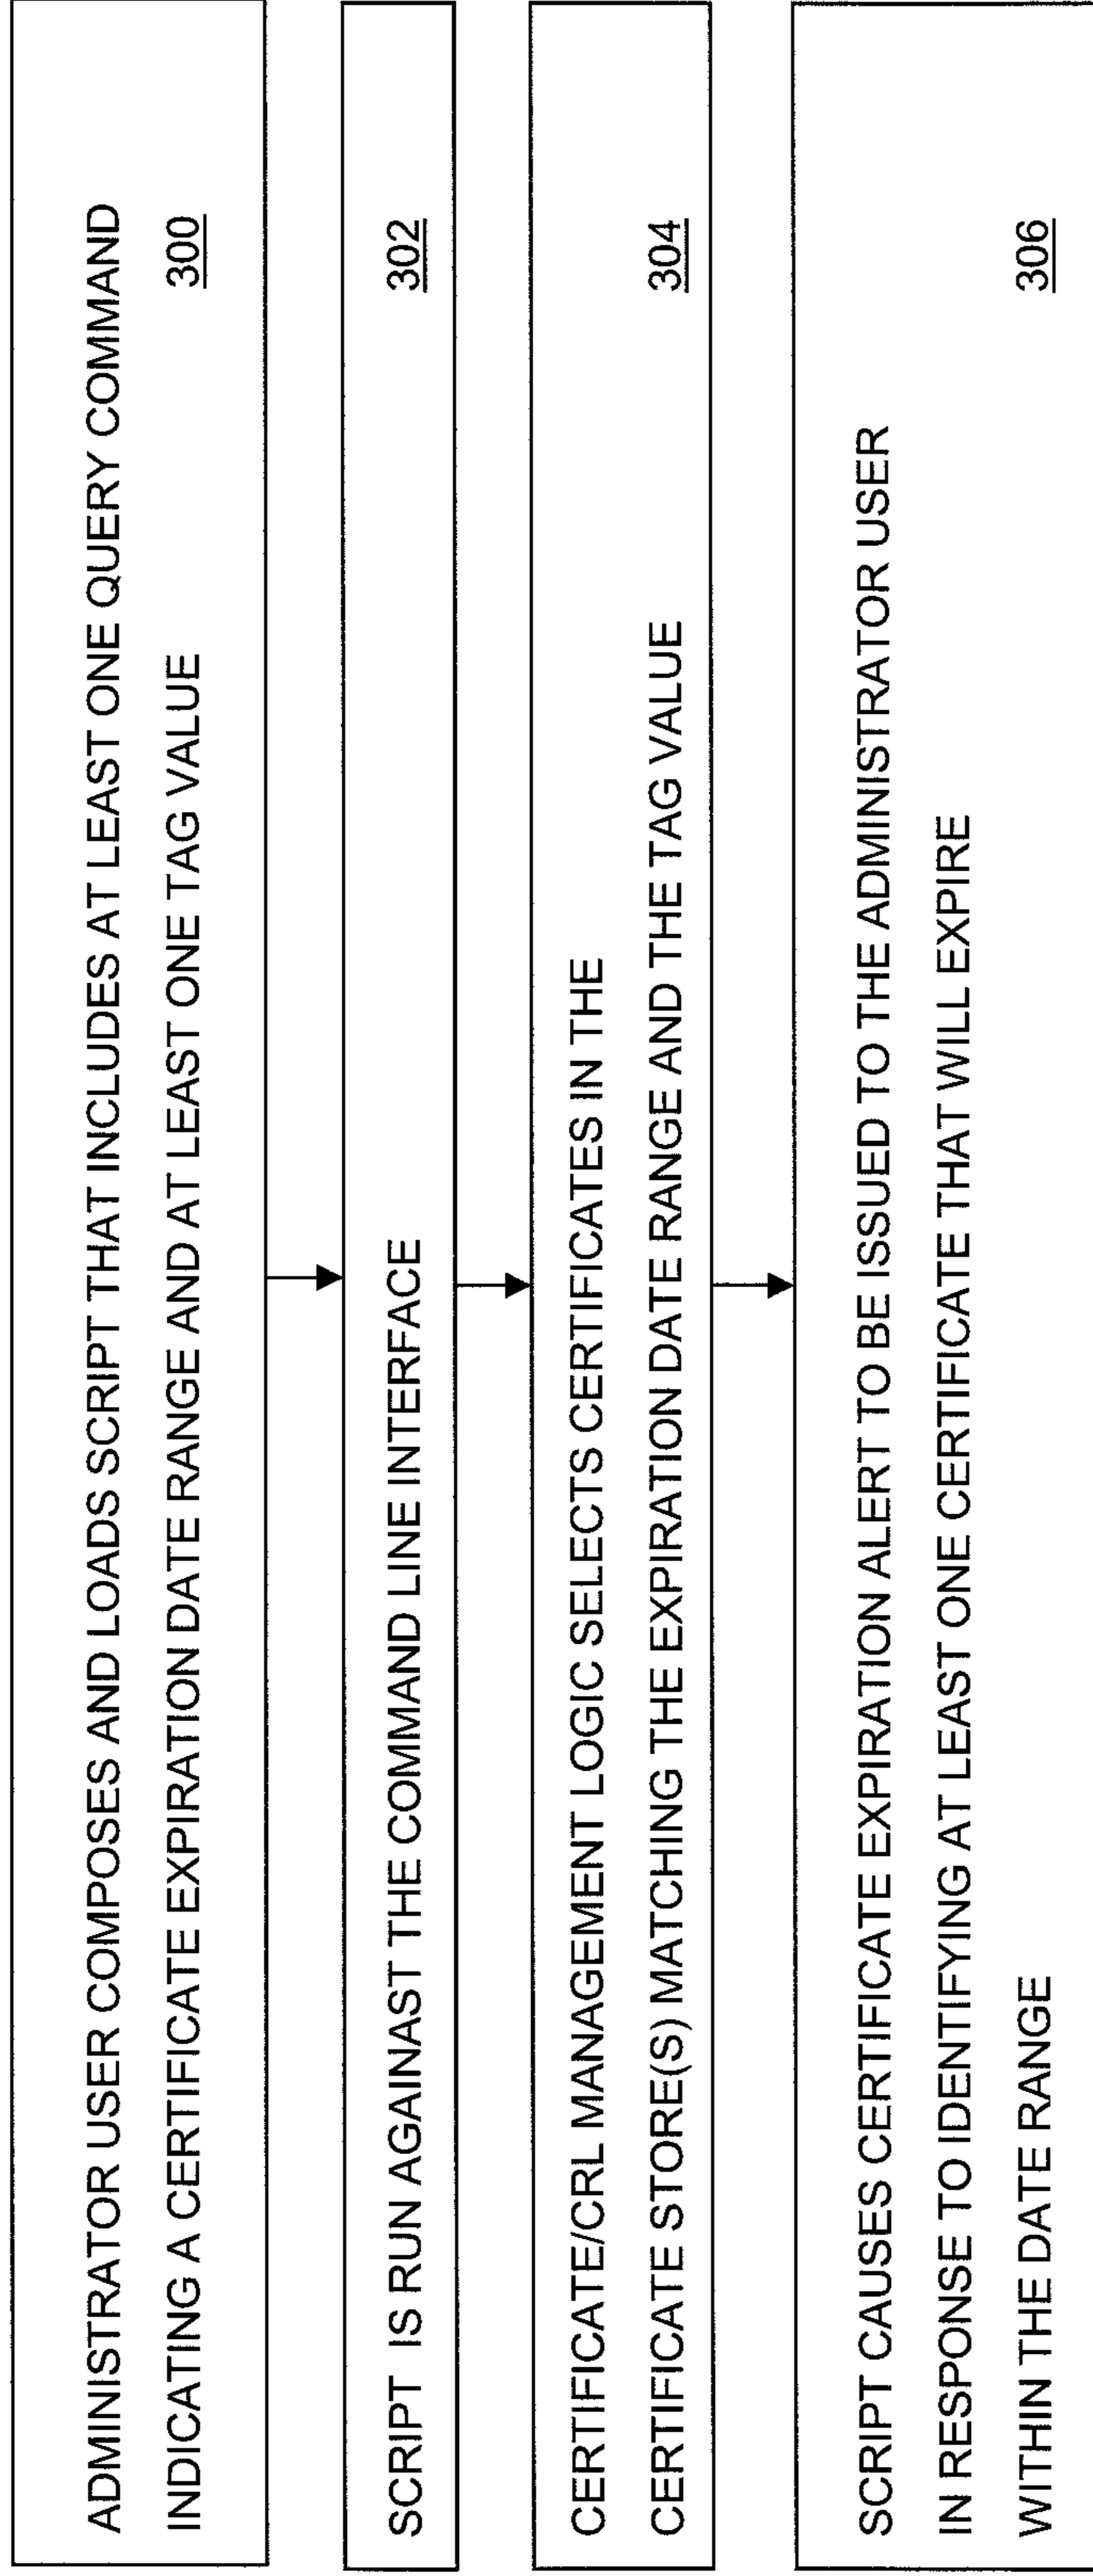 ADMINISTRATOR USER COMPOSES AND LOADS SCRIPT THAT INCLUDES AT LEAST ONE QUERY COMMAND
INDICATING A CERTIFICATE EXPIRATION DATE RANGE AND AT LEAST ONE TAG VALUE 300
SCRIPT IS RUN AGAINAST THE COMMAND LINE INTERFACE 302
CERTIFICATE/CRL MANAGEMENT LOGIC SELECTS CERTIFICATES IN THE
CERTIFICATE STORE(S) MATCHING THE EXPIRATION DATE RANGE AND THE TAG VALUE 304
SCRIPT CAUSES CERTIFICATE EXPIRATION ALERT TO BE ISSUED TO THE ADMINISTRATOR USER
IN RESPONSE TO IDENTIFYING AT LEAST ONE CERTIFICATE THAT WILL EXPIRE
WITHIN THE DATE RANGE 306